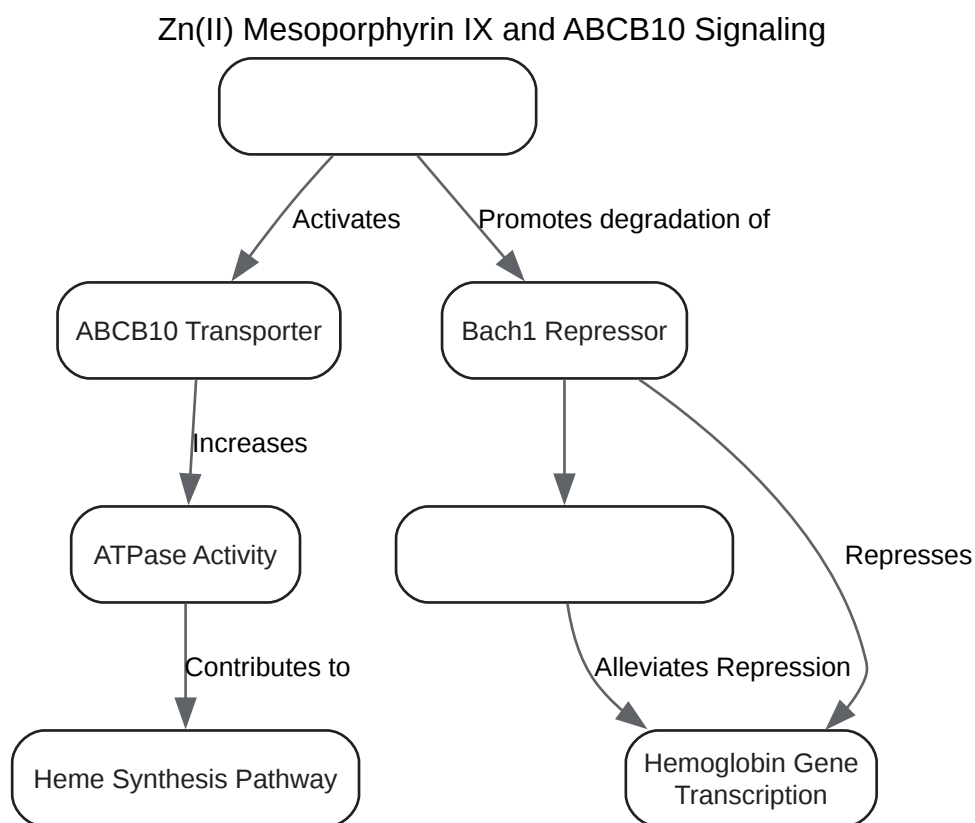 Zn(II) Mesoporphyrin IX and ABCB10 Signaling
Activates
Promotes degradation of
ABCB10 Transporter
Bach1 Repressor
Increases
ATPase Activity
Represses
Contributes to
Alleviates Repression
Heme Synthesis Pathway
Hemoglobin Gene
Transcription